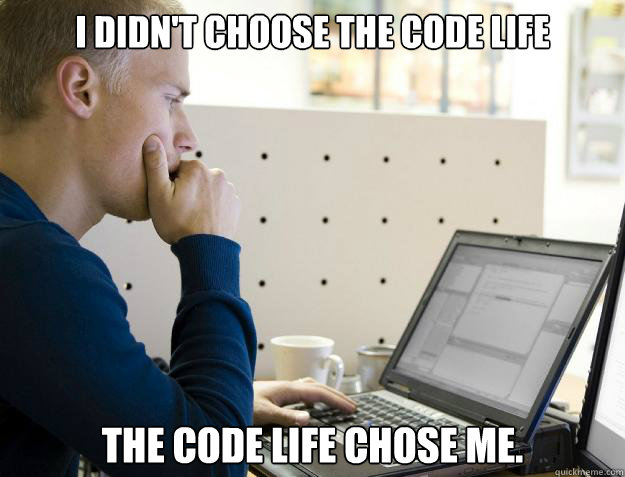 I DIDN'T CHOOSE THE CODE LIFE
THE CODE LIFE CHOSE ME.
quickmeme.com